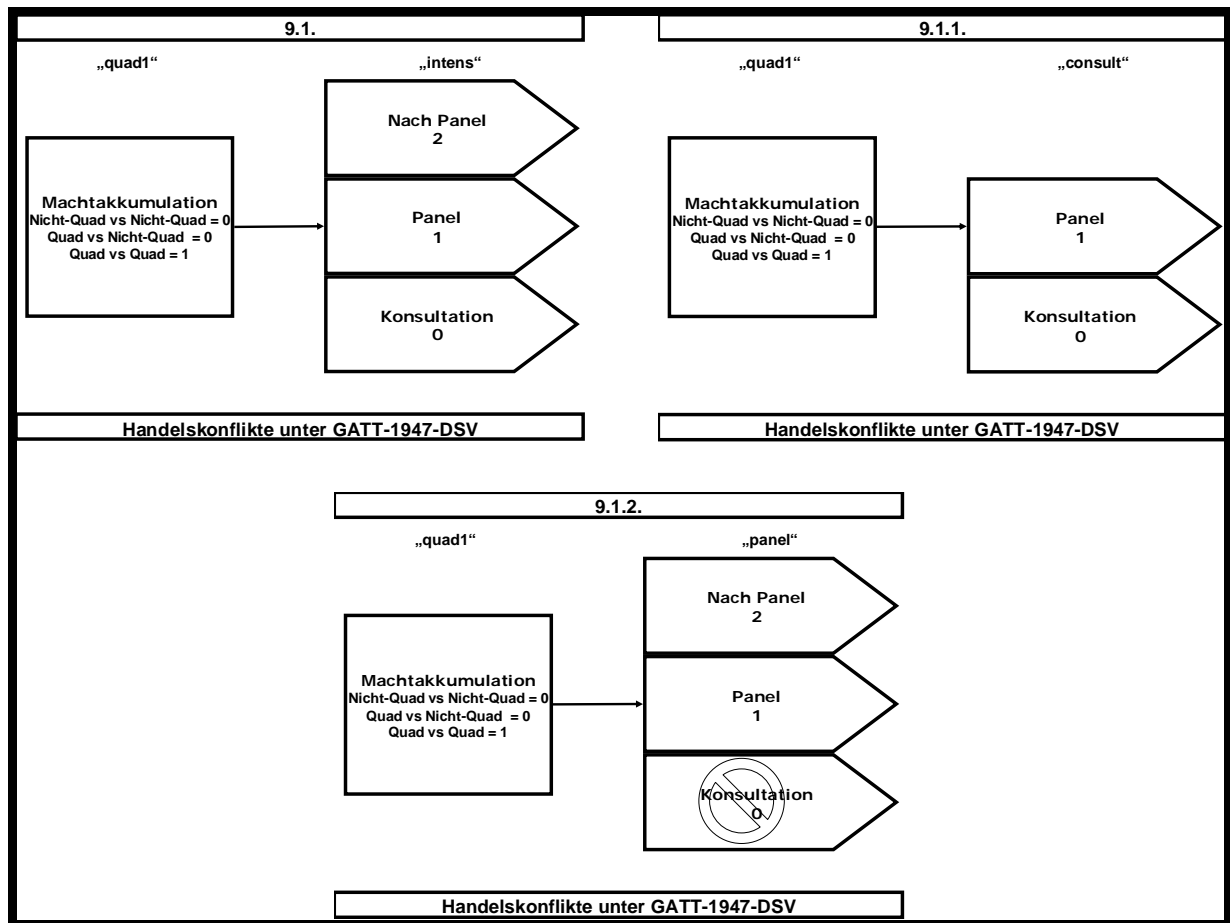 9.1.
„quad1“
„intens“
Machtakkumulation
Nicht-Quad vs Nicht-Quad = 0
Quad vs Nicht-Quad = 0
Quad vs Quad = 1
Nach Panel
2
Panel
1
Konsultation
0
Handelskonflikte unter GATT-1947-DSV
9.1.1.
„quad1“
„consult“
Machtakkumulation
Nicht-Quad vs Nicht-Quad = 0
Quad vs Nicht-Quad = 0
Quad vs Quad = 1
Panel
1
Konsultation
0
Handelskonflikte unter GATT-1947-DSV
9.1.2.
„quad1“
„panel“
Machtakkumulation
Nicht-Quad vs Nicht-Quad = 0
Quad vs Nicht-Quad = 0
Quad vs Quad = 1
Nach Panel
2
Panel
1
Konsultation
0
Handelskonflikte unter GATT-1947-DSV